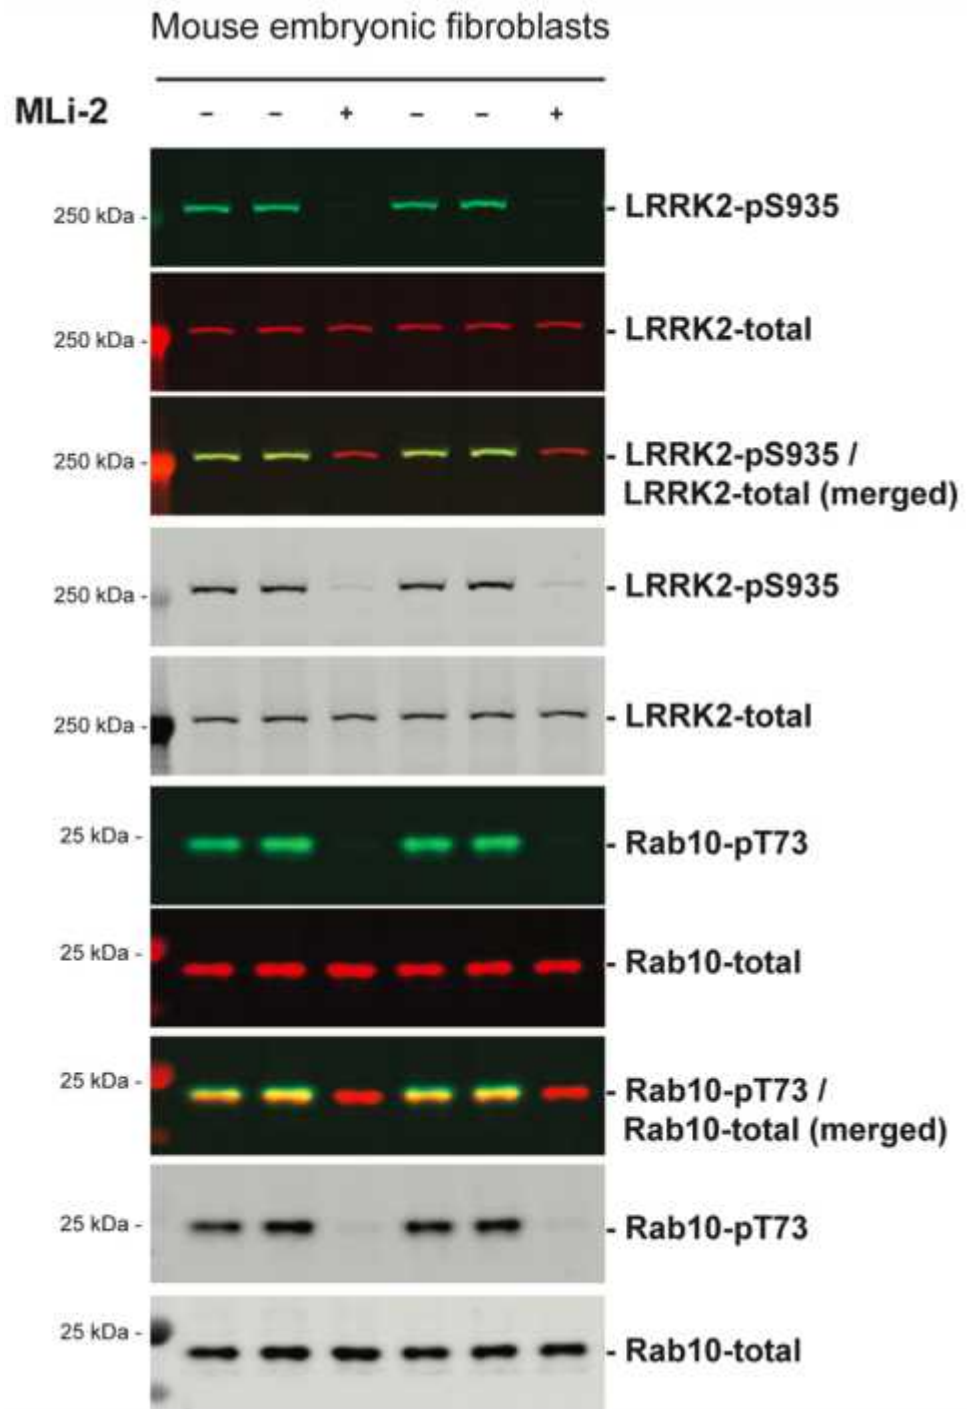 Mouse embryonic fibroblasts
MLi-2 - - + - - +
250 kDa - - LRRK2-pS935
250 kDa - - LRRK2-total
250 kDa - - LRRK2-pS935 /
LRRK2-total (merged)
250 kDa - - LRRK2-pS935
250 kDa - - LRRK2-total
25 kDa - - Rab10-pT73
25 kDa - - Rab10-total
25 kDa - - Rab10-pT73 /
Rab10-total (merged)
25 kDa - - Rab10-pT73
25 kDa - - Rab10-total